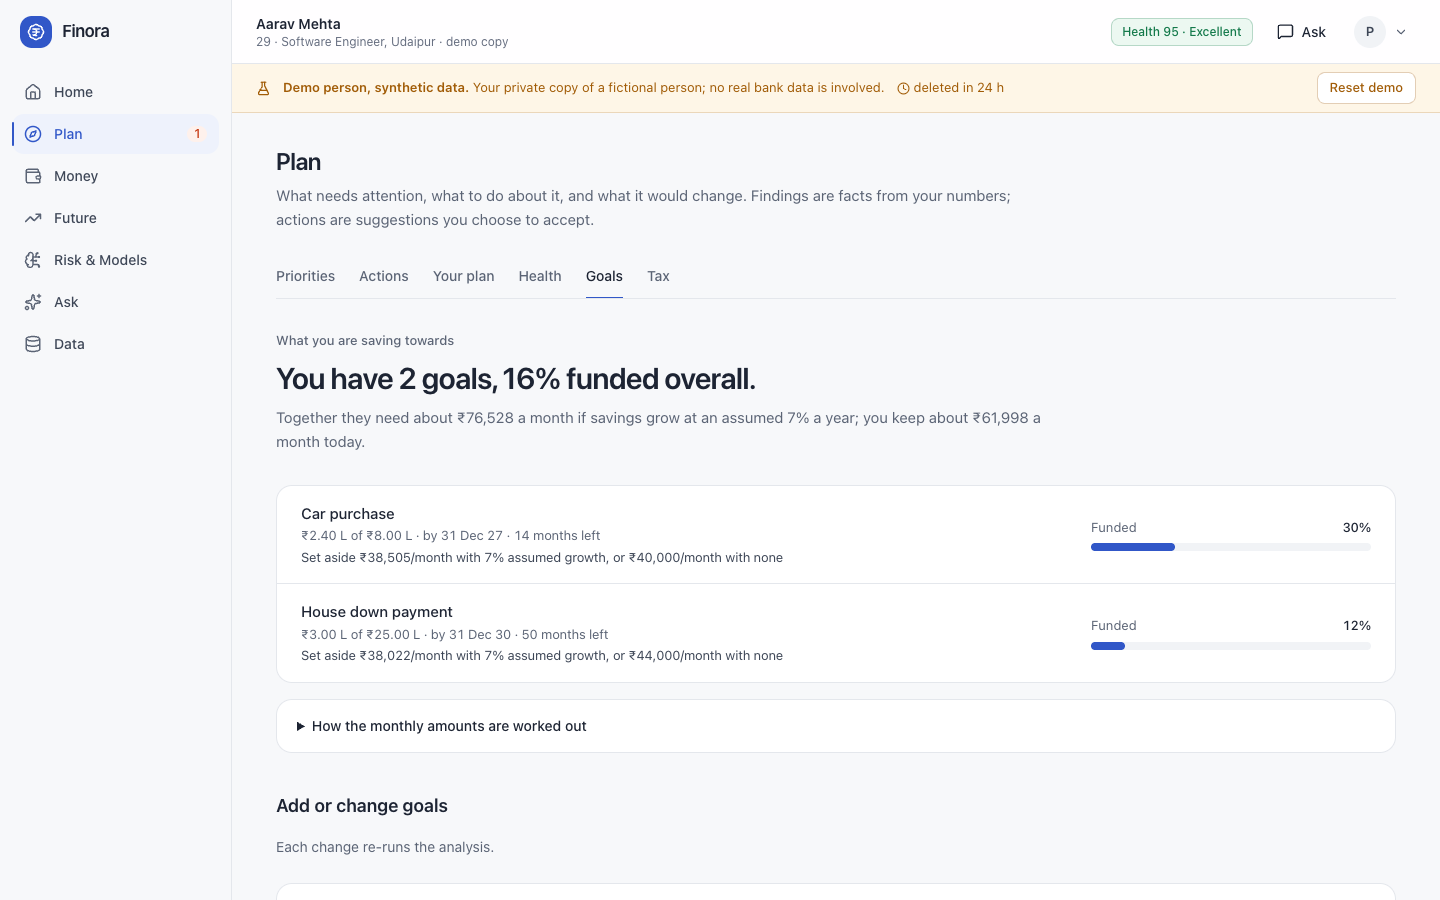 Finora
Home
Plan 1
Money
Future
Risk & Models
Ask
Data
Aarav Mehta
29 · Software Engineer, Udaipur · demo copy
Health 95 · Excellent
Ask
P
Demo person, synthetic data. Your private copy of a fictional person; no real bank data is involved. deleted in 24 h
Reset demo
Plan
What needs attention, what to do about it, and what it would change. Findings are facts from your numbers;
actions are suggestions you choose to accept.
Priorities Actions Your plan Health Goals Tax
What you are saving towards
You have 2 goals, 16% funded overall.
Together they need about ₹76,528 a month if savings grow at an assumed 7% a year; you keep about ₹61,998 a
month today.
Car purchase
₹2.40 L of ₹8.00 L · by 31 Dec 27 · 14 months left
Set aside ₹38,505/month with 7% assumed growth, or ₹40,000/month with none
Funded 30%
House down payment
₹3.00 L of ₹25.00 L · by 31 Dec 30 · 50 months left
Set aside ₹38,022/month with 7% assumed growth, or ₹44,000/month with none
Funded 12%
How the monthly amounts are worked out
Add or change goals
Each change re-runs the analysis.